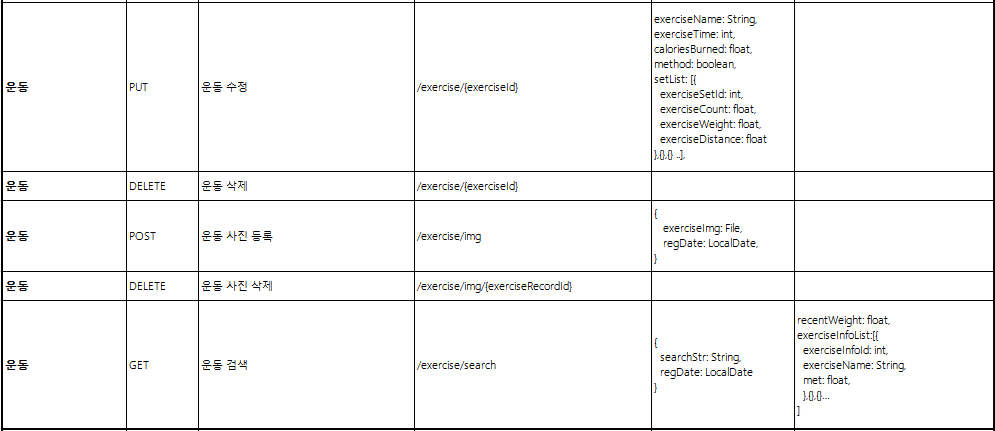 운동
PUT
운동 수정
/exercise/{exerciseId}
exerciseName: String,
exerciseTime: int,
caloriesBurned: float,
method: boolean,
setList: [{
exerciseSetId: int,
exerciseCount: float,
exerciseWeight: float,
exerciseDistance: float
},{},{} ..],
운동
DELETE
운동 삭제
/exercise/{exerciseId}
운동
POST
운동 사진 등록
/exercise/img
{
exerciseImg: File,
regDate: LocalDate,
}
운동
DELETE
운동 사진 삭제
/exercise/img/{exerciseRecordId}
운동
GET
운동 검색
/exercise/search
{
searchStr: String,
regDate: LocalDate
}
recentWeight: float,
exerciseInfoList:[{
exerciseInfoId: int,
exerciseName: String,
met: float,
},{},{}...
]